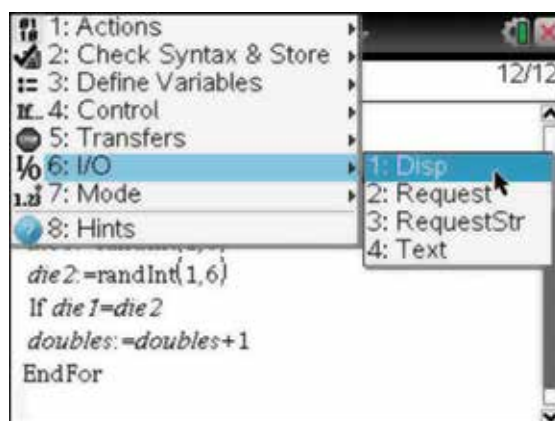 1: Actions
2: Check Syntax & Store
3: Define Variables
If_ 4: Control
5: Transfers
I/O 6: I/O
7: Mode
8: Hints
12/12
1: Disp
2: Request
3: RequestStr
4: Text
die2:=randInt(1,6)
If die1=die2
doubles:=doubles+1
EndFor